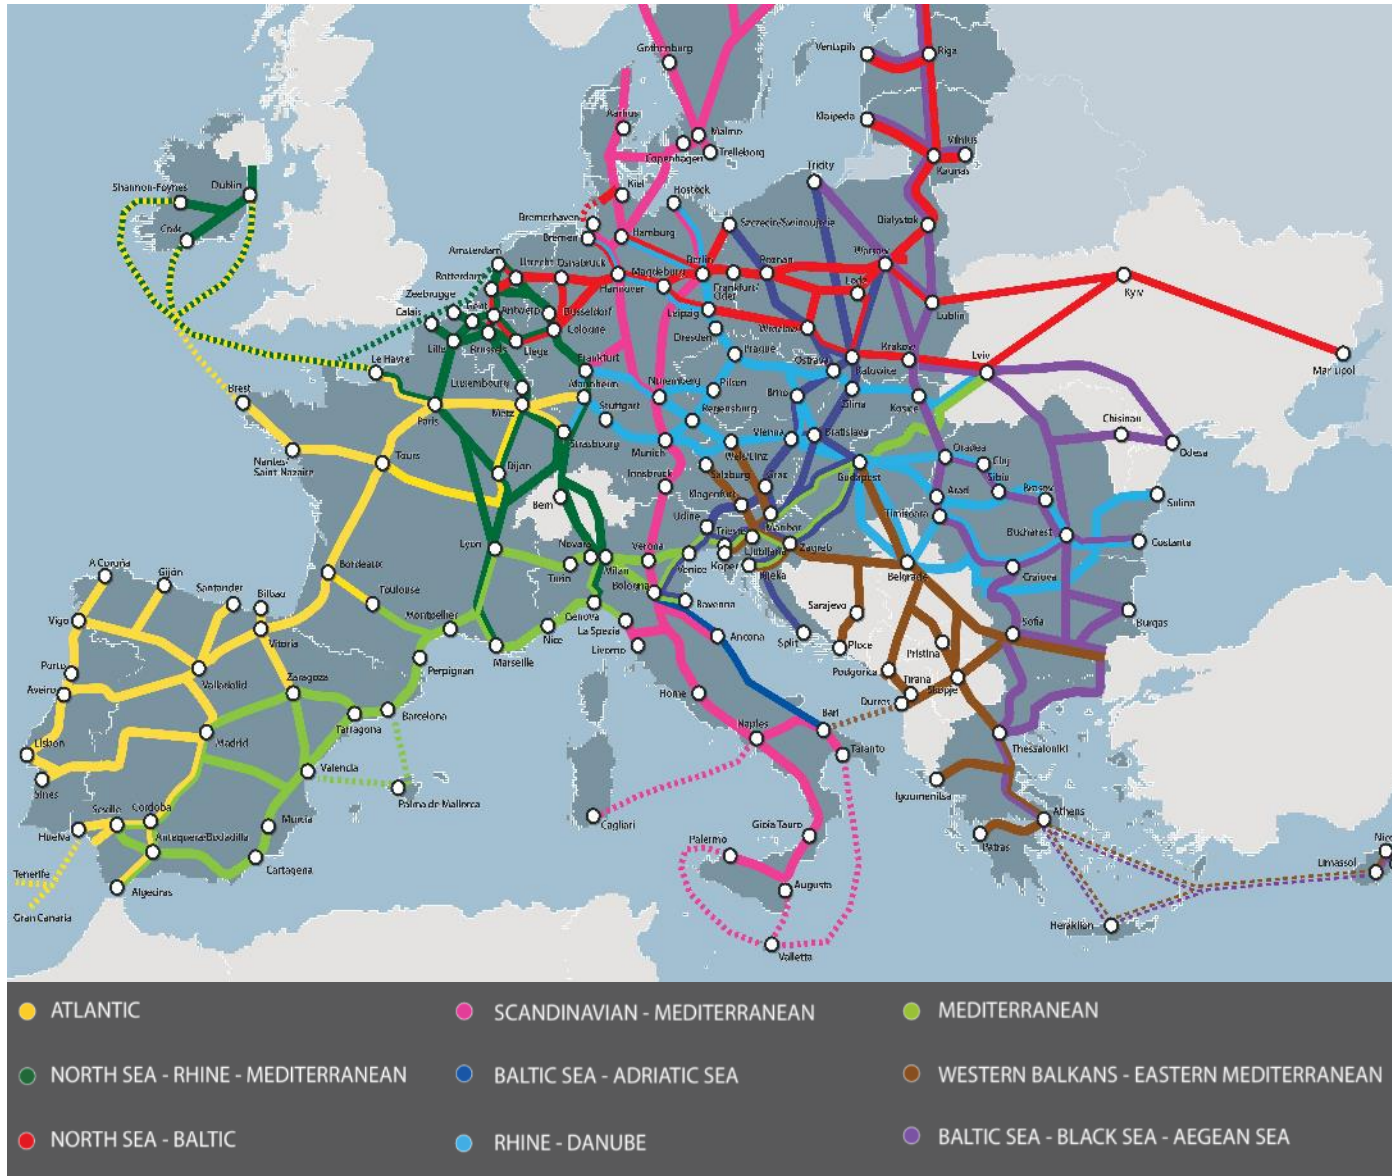 Gothenburg
Ventspils
Riga
Aarhus
Malmo
Klaipeda
Vilnius
Copenhagen
Trelleborg
Kaunas
Tricity
Shannon-Foynes
Dublin
Kiel
Cork
Bremerhaven
Szczecin/Swinoujscie
Bialystok
Bremen
Hamburg
Amsterdam
Utrecht
Osnabruck
Berlin
Poznan
Warsaw
Rotterdam
Magdeburg
Frankfurt/
Oder
Lodz
Kyiv
Hannover
Zeebrugge
Gent
Antwerp
Dusseldorf
Leipzig
Lublin
Calais
Cologne
Dresden
Wroclaw
Lille
Brussels
Liege
Prague
Ostrava
Krakow
Lviv
Mariupol
Le Havre
Frankfurt
Katowice
Luxembourg
Mannheim
Nuremberg
Pilsen
Brno
Zilina
Kosice
Brest
Paris
Metz
Stuttgart
Regensburg
Chisinau
Strasbourg
Munich
Wels/Linz
Vienna
Bratislava
Oradea
Odesa
Nantes-
Saint Nazaire
Tours
Dijon
Salzburg
Budapest
Cluj
Innsbruck
Graz
Sibiu
Brasov
Bern
Klagenfurt
Arad
Sulina
Udine
Maribor
Timisoara
Lyon
Novara
Verona
Trieste
Ljubljana
Zagreb
Bucharest
Constanta
Turin
Milan
Venice
Koper
Belgrade
Craiova
A Coruña
Gijón
Santander
Bilbao
Bordeaux
Toulouse
Bologna
Rijeka
Genova
Ravenna
Sarajevo
Vigo
Montpellier
Nice
La Spezia
Ancona
Split
Sofia
Burgas
Vitoria
Marseille
Livorno
Ploce
Pristina
Porto
Valladolid
Zaragoza
Perpignan
Podgorica
Tirana
Skopje
Aveiro
Barcelona
Durres
Tarragona
Naples
Bari
Lisbon
Madrid
Taranto
Thessaloniki
Valencia
Sines
Palma de Mallorca
Igoumenitsa
Seville
Cordoba
Murcia
Cagliari
Athens
Huelva
Antequera-Bobadilla
Gioia Tauro
Palermo
Patras
Limassol
Tenerife
Cartagena
Algeciras
Augusta
Gran Canaria
Heraklion
Valletta
ATLANTIC
SCANDINAVIAN - MEDITERRANEAN
MEDITERRANEAN
NORTH SEA - RHINE - MEDITERRANEAN
BALTIC SEA - ADRIATIC SEA
WESTERN BALKANS - EASTERN MEDITERRANEAN
NORTH SEA - BALTIC
RHINE - DANUBE
BALTIC SEA - BLACK SEA - AEGEAN SEA